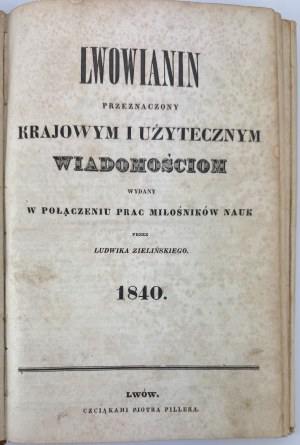 LWOWIANIN
PRZEZNACZONY
KRAJOWYM I UŻYTECZNYM
WIADOMOŚCIOM
WYDANY
W POŁĄCZENIU PRAC MIŁOŚNIKÓW NAUK
PRZEZ
LUDWIKA ZIELIŃSKIEGO.
1840.
LWÓW.
CZCIĄKAMI PIOTRA PILLERA.